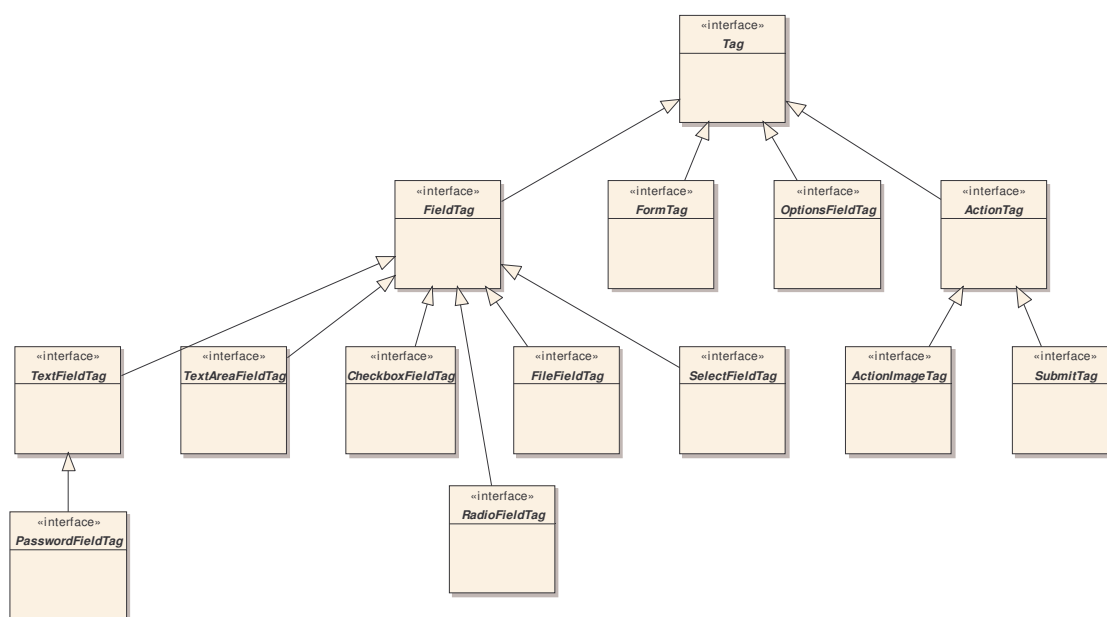 «interface»
Tag
«interface»
FieldTag
«interface»
FormTag
«interface»
OptionsFieldTag
«interface»
ActionTag
«interface»
TextFieldTag
«interface»
TextAreaFieldTag
«interface»
CheckboxFieldTag
«interface»
FileFieldTag
«interface»
SelectFieldTag
«interface»
ActionImageTag
«interface»
SubmitTag
«interface»
RadioFieldTag
«interface»
PasswordFieldTag